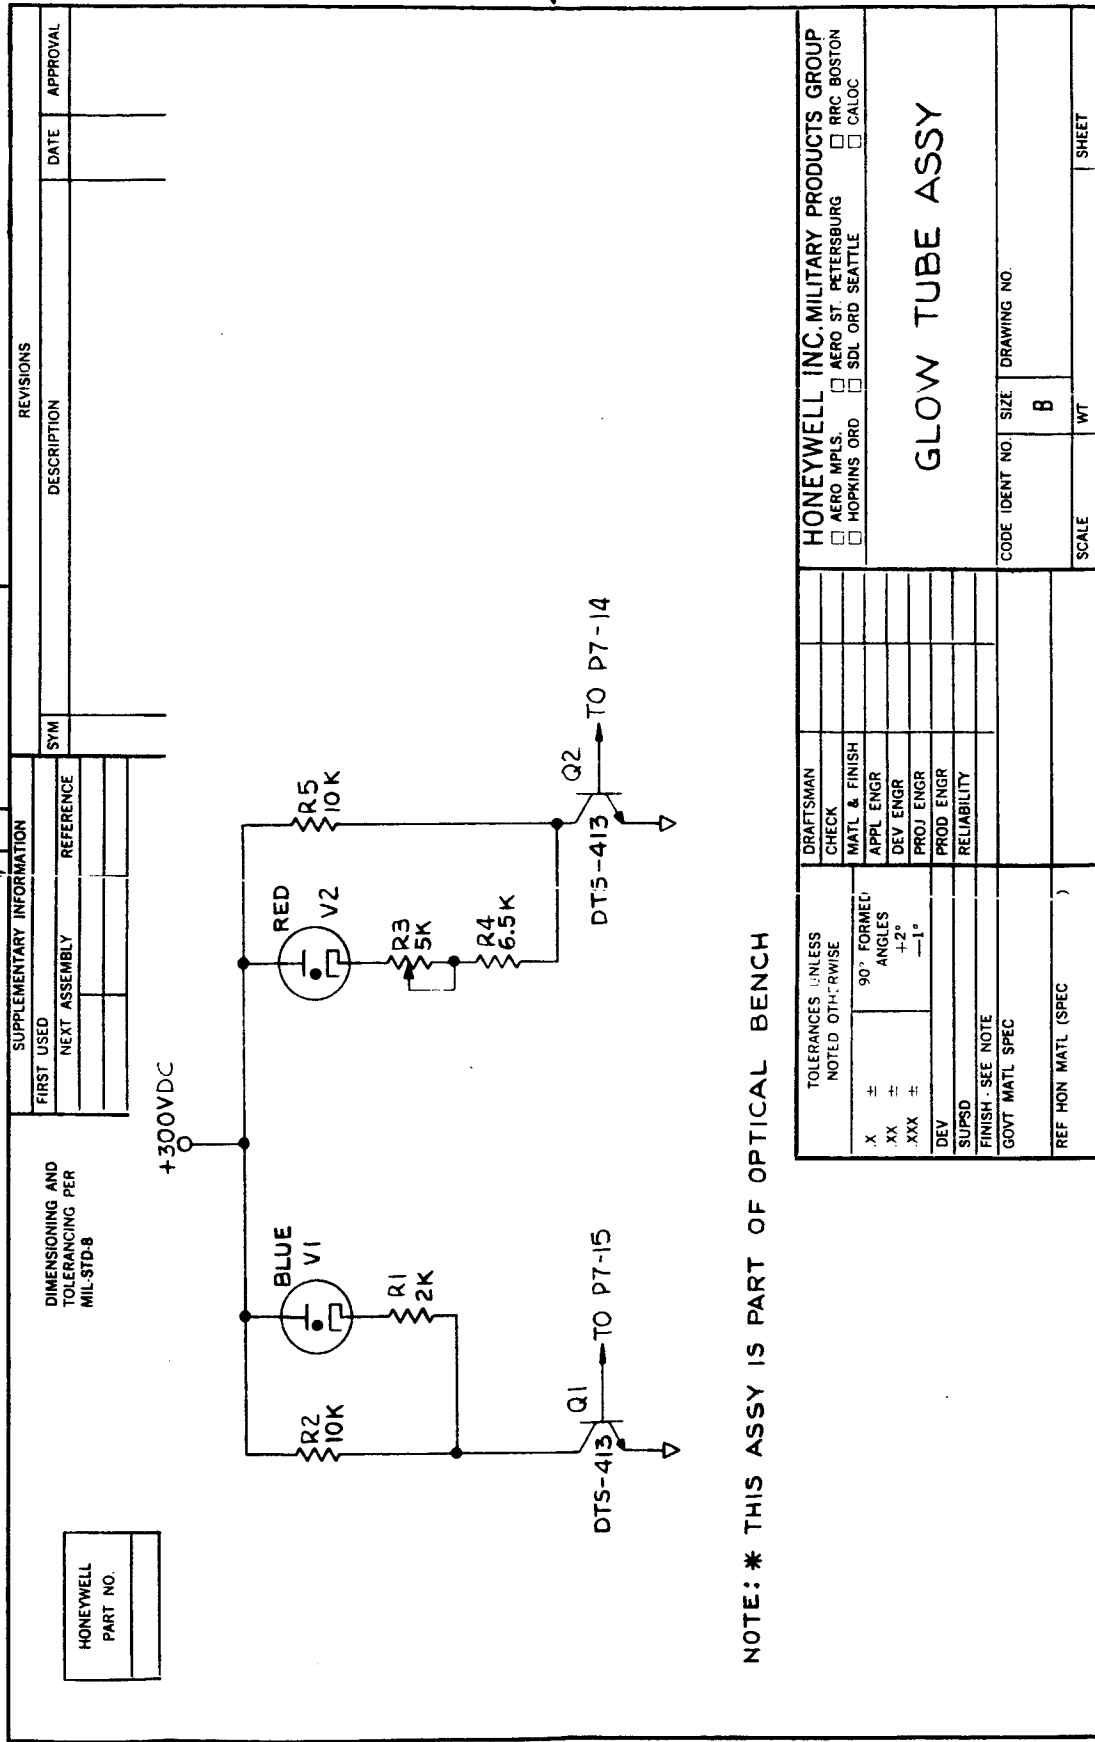 HONEYWELL
PART NO.
DIMENSIONING AND
TOLERANCING PER
MIL-STD-8
SUPPLEMENTARY INFORMATION
FIRST USED
NEXT ASSEMBLY REFERENCE
REVISIONS
SYM DESCRIPTION DATE APPROVAL
+300VDC
R2
10K
BLUE
V1
R1
2K
Q1
DTS-413
TO P7-15
RED
V2
R3
5K
R4
6.5K
R5
10K
Q2
DTS-413
TO P7-14
NOTE: * THIS ASSY IS PART OF OPTICAL BENCH
TOLERANCES UNLESS
NOTED OTHERWISE
.X ±
.XX ±
.XXX ±
90° FORMED
ANGLES
+2°
—1°
DEV
SUPSD
FINISH - SEE NOTE
GOVT MATL SPEC
REF HON MATL (SPEC )
DRAFTSMAN
CHECK
MATL & FINISH
APPL ENGR
DEV ENGR
PROJ ENGR
PROD ENGR
RELIABILITY
HONEYWELL INC. MILITARY PRODUCTS GROUP
□ AERO MPLS. □ AERO ST. PETERSBURG □ RRC BOSTON
□ HOPKINS ORD □ SDL ORD SEATTLE □ CALOC
GLOW TUBE ASSY
CODE IDENT NO. SIZE DRAWING NO.
B
SCALE WT SHEET